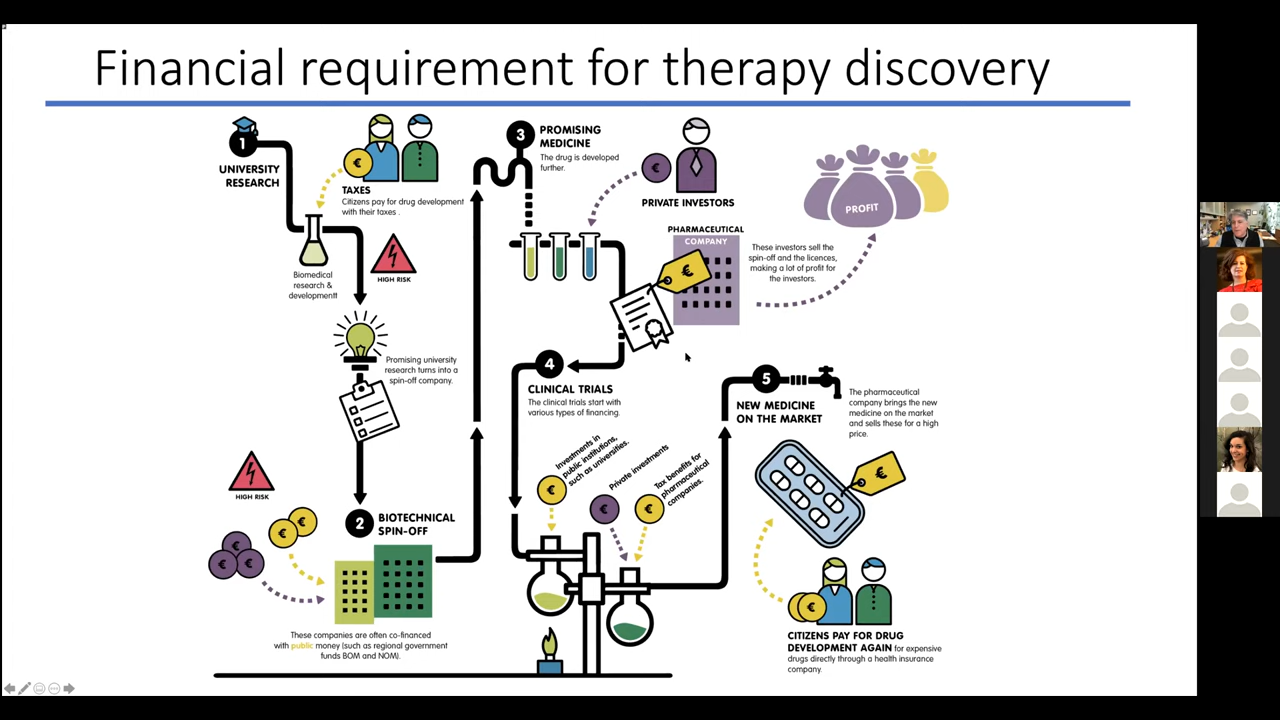 Financial requirement for therapy discovery
1
UNIVERSITY
RESEARCH
€
TAXES
Citizens pay for drug development
with their taxes .
Biomedical
research &
developmentt
HIGH RISK
Promising university
research turns into a
spin-off company.
HIGH RISK
€
€
€
€
€
2
BIOTECHNICAL
SPIN-OFF
These companies are often co-financed
with public money (such as regional government
funds BOM and NOM).
3
PROMISING
MEDICINE
The drug is developed
further.
€
PRIVATE INVESTORS
PHARMACEUTICAL
COMPANY
€
These investors sell the
spin-off and the licences,
making a lot of profit for
the investors.
PROFIT
4
CLINICAL TRIALS
The clinical trials start with
various types of financing.
Investments in
public institutions,
such as universities.
€
Private investments
€
Tax benefits for
pharmaceutical
companies.
€
5
NEW MEDICINE
ON THE MARKET
The pharmaceutical
company brings the new
medicine on the market
and sells these for a high
price.
€
€
CITIZENS PAY FOR DRUG
DEVELOPMENT AGAIN for expensive
drugs directly through a health insurance
company.